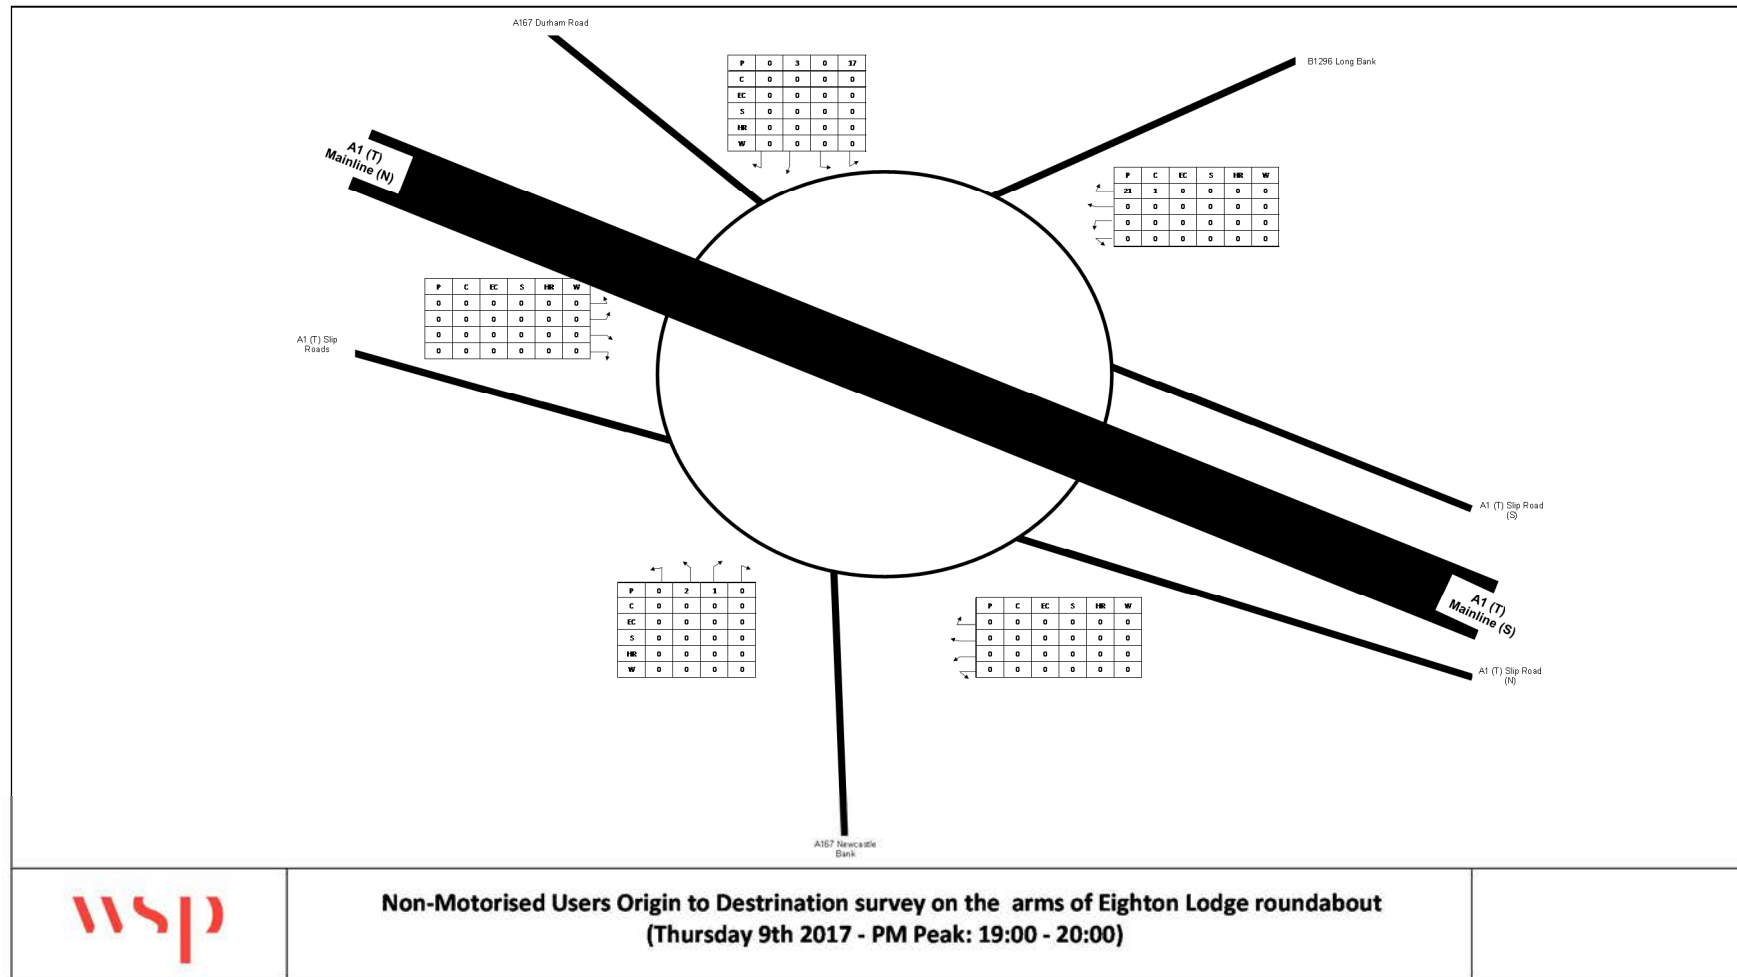 A167 Durham Road
B1296 Long Bank
P 0 3 0 17
C 0 0 0 0
EC 0 0 0 0
S 0 0 0 0
HR 0 0 0 0
W 0 0 0 0
A1 (T)
Mainline (N)
P C EC S HR W
21 1 0 0 0 0
0 0 0 0 0 0
0 0 0 0 0 0
0 0 0 0 0 0
P C EC S HR W
0 0 0 0 0 0
0 0 0 0 0 0
0 0 0 0 0 0
0 0 0 0 0 0
A1 (T) Slip
Roads
A1 (T) Slip Road
(S)
P 0 2 1 0
C 0 0 0 0
EC 0 0 0 0
S 0 0 0 0
HR 0 0 0 0
W 0 0 0 0
P C EC S HR W
0 0 0 0 0 0
0 0 0 0 0 0
0 0 0 0 0 0
0 0 0 0 0 0
A1 (T)
Mainline (S)
A1 (T) Slip Road
(N)
A167 Newcastle
Bank
wsp
Non-Motorised Users Origin to Destrination survey on the arms of Eighton Lodge roundabout
(Thursday 9th 2017 - PM Peak: 19:00 - 20:00)